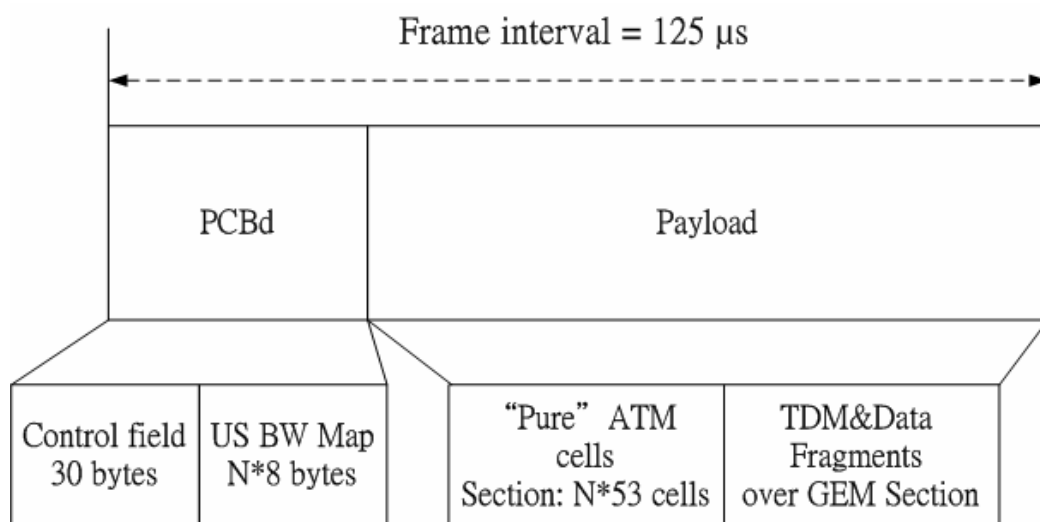 Frame interval = 125 μs
PCBd
Payload
Control field
30 bytes
US BW Map
N*8 bytes
“Pure” ATM
cells
Section: N*53 cells
TDM&Data
Fragments
over GEM Section